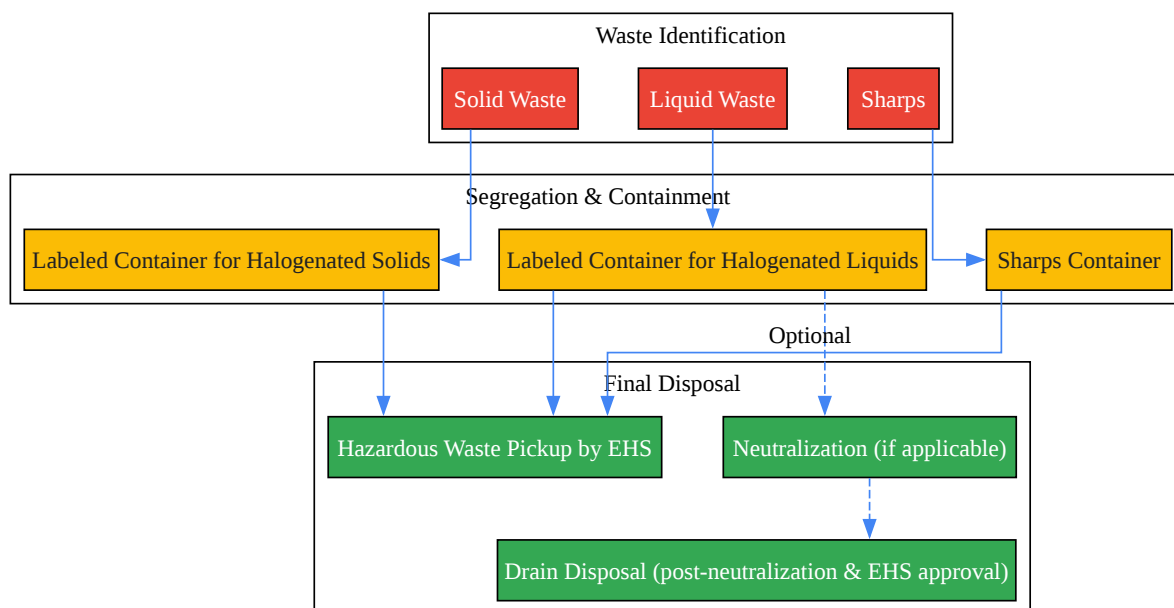 Waste Identification
Solid Waste
Liquid Waste
Sharps
Segregation & Containment
Labeled Container for Halogenated Solids
Labeled Container for Halogenated Liquids
Sharps Container
Optional
Final Disposal
Hazardous Waste Pickup by EHS
Neutralization (if applicable)
Drain Disposal (post-neutralization & EHS approval)